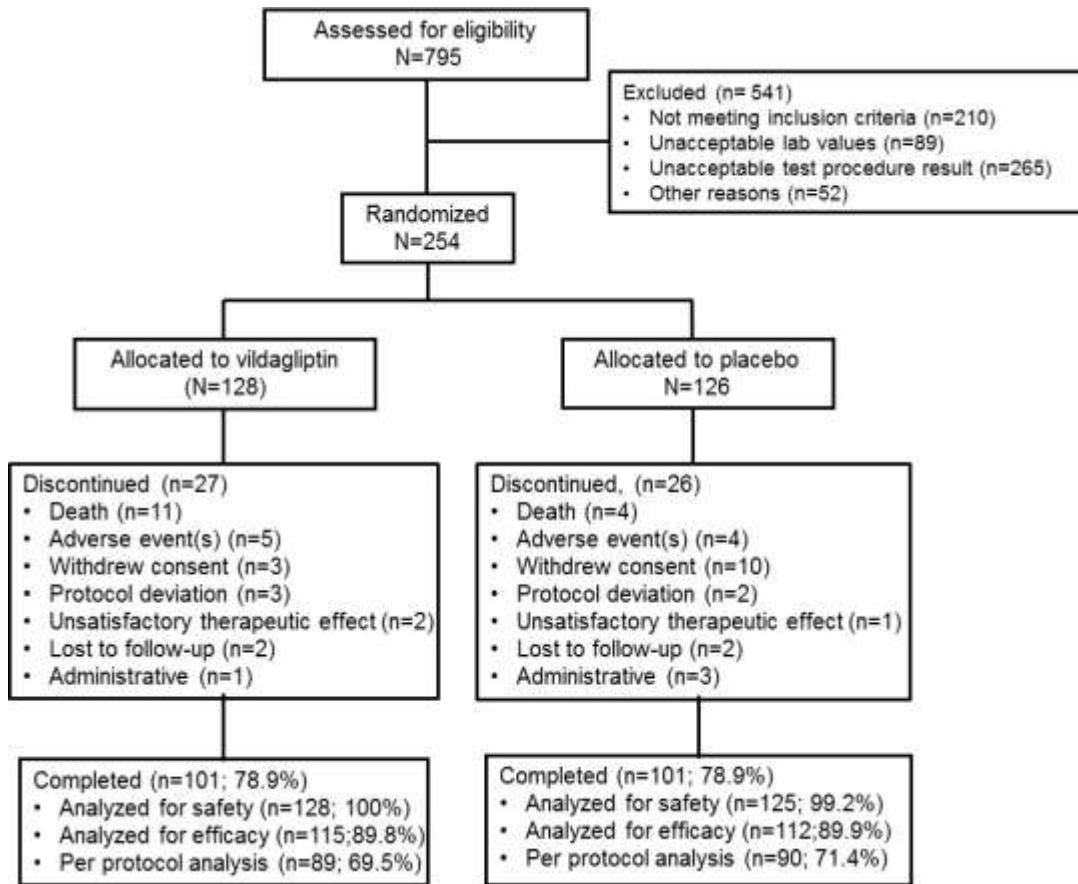 Assessed for eligibility
N=795
Excluded (n= 541)
• Not meeting inclusion criteria (n=210)
• Unacceptable lab values (n=89)
• Unacceptable test procedure result (n=265)
• Other reasons (n=52)
Randomized
N=254
Allocated to vildagliptin
(N=128)
Allocated to placebo
N=126
Discontinued (n=27)
• Death (n=11)
• Adverse event(s) (n=5)
• Withdrew consent (n=3)
• Protocol deviation (n=3)
• Unsatisfactory therapeutic effect (n=2)
• Lost to follow-up (n=2)
• Administrative (n=1)
Discontinued, (n=26)
• Death (n=4)
• Adverse event(s) (n=4)
• Withdrew consent (n=10)
• Protocol deviation (n=2)
• Unsatisfactory therapeutic effect (n=1)
• Lost to follow-up (n=2)
• Administrative (n=3)
Completed (n=101; 78.9%)
• Analyzed for safety (n=128; 100%)
• Analyzed for efficacy (n=115;89.8%)
• Per protocol analysis (n=89; 69.5%)
Completed (n=101; 78.9%)
• Analyzed for safety (n=125; 99.2%)
• Analyzed for efficacy (n=112;89.9%)
• Per protocol analysis (n=90; 71.4%)